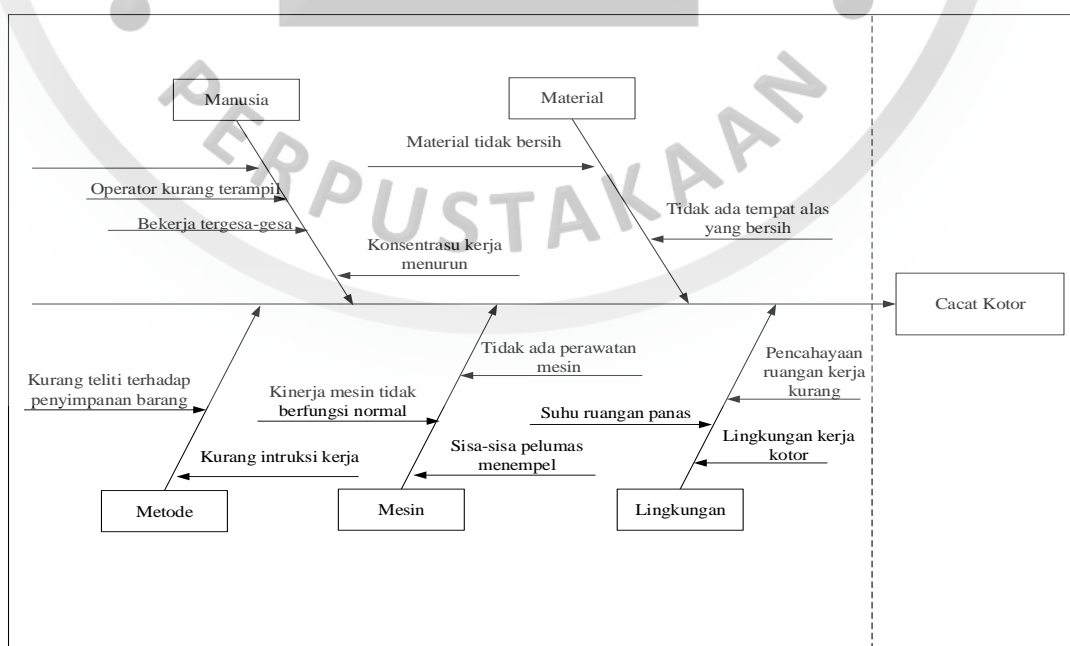 PERPUSTAKAAN
Manusia
Material
Material tidak bersih
Operator kurang terampil
Bekerja tergesa-gesa
Tidak ada tempat alas
yang bersih
Konsentrasu kerja
menurun
Cacat Kotor
Tidak ada perawatan
mesin
Pencahayaan
ruangan kerja
kurang
Kurang teliti terhadap
penyimpanan barang
Kinerja mesin tidak
berfungsi normal
Suhu ruangan panas
Lingkungan kerja
kotor
Kurang intruksi kerja
Sisa-sisa pelumas
menempel
Metode
Mesin
Lingkungan